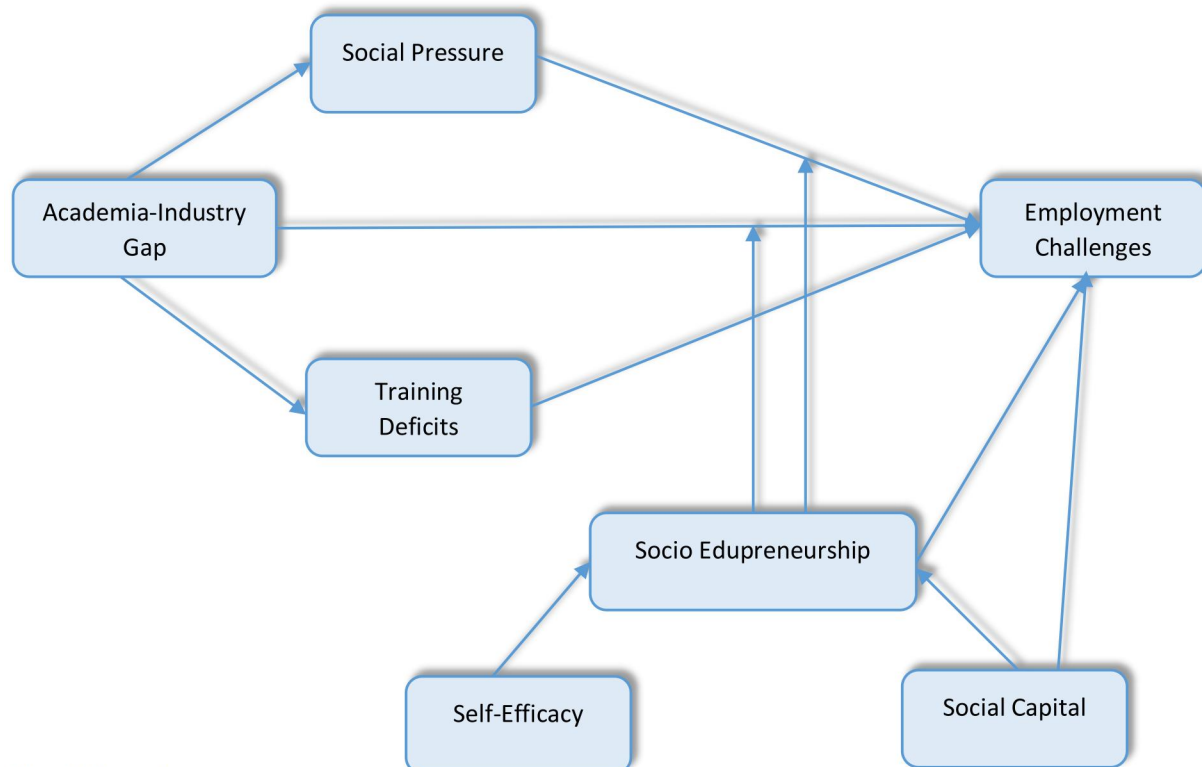 Social Pressure
Academia-Industry
Gap
Employment
Challenges
Training
Deficits
Socio Edupreneurship
Self-Efficacy
Social Capital